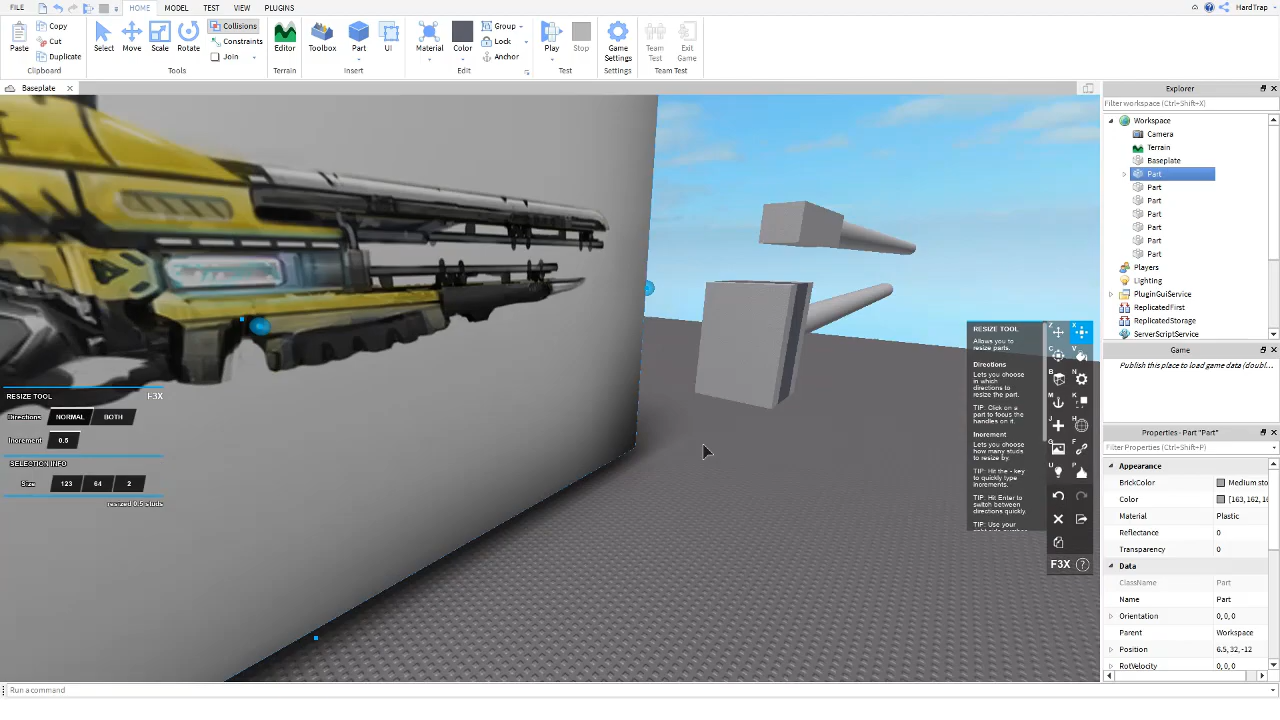 FILE HOME MODEL TEST VIEW PLUGINS HardTrap
Copy Collisions Group
Cut Constraints Lock
Duplicate Join Anchor
Paste Select Move Scale Rotate Editor Toolbox Part UI Material Color Play Stop Game Settings Team Test Exit Game
Clipboard Tools Terrain Insert Edit Test Settings Team Test
Baseplate
Explorer
Filter workspace (Ctrl+Shift+X)
Workspace
Camera
Terrain
Baseplate
Part
Part
Part
Part
Part
Part
Part
Players
Lighting
PluginGuiService
ReplicatedFirst
ReplicatedStorage
ServerScriptService
Game
Publish this place to load game data (doubl...
Properties - Part "Part"
Filter Properties (Ctrl+Shift+P)
Appearance
BrickColor Medium sto
Color [163, 162, 16
Material Plastic
Reflectance 0
Transparency 0
Data
ClassName Part
Name Part
Orientation 0, 0, 0
Parent Workspace
Position 6.5, 32, -12
RotVelocity 0, 0, 0
RESIZE TOOL F3X
Directions NORMAL BOTH
Increment 0.5
SELECTION INFO
Size 123 64 2
resized 0.5 studs
RESIZE TOOL
Allows you to
resize parts.
Directions
Lets you choose
in which
directions to
resize the part.
TIP: Click on a
part to focus the
handles on it.
Increment
Lets you choose
how many
studs to resize
by.
TIP: Hit the - key
to quickly type
increments.
TIP: Hit Enter to
switch between
directions quickly.
TIP: Use your
Z X
C V
B N
M K
J H
G F
U P
F3X ?
Run a command